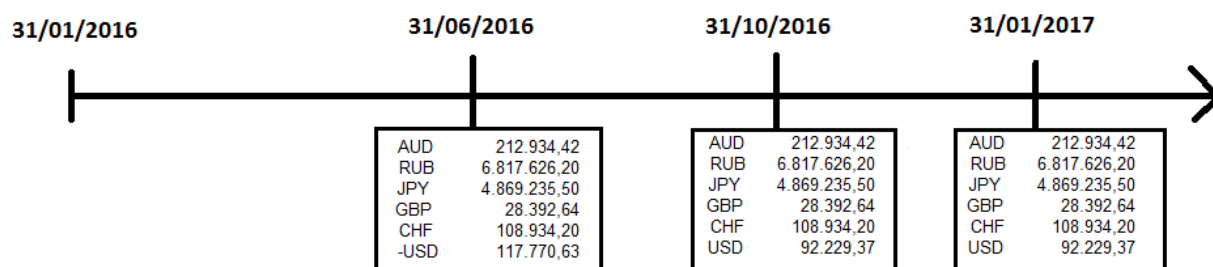 31/01/2016
31/06/2016
31/10/2016
31/01/2017
AUD 212.934,42
RUB 6.817.626,20
JPY 4.869.235,50
GBP 28.392,64
CHF 108.934,20
-USD 117.770,63
AUD 212.934,42
RUB 6.817.626,20
JPY 4.869.235,50
GBP 28.392,64
CHF 108.934,20
USD 92.229,37
AUD 212.934,42
RUB 6.817.626,20
JPY 4.869.235,50
GBP 28.392,64
CHF 108.934,20
USD 92.229,37